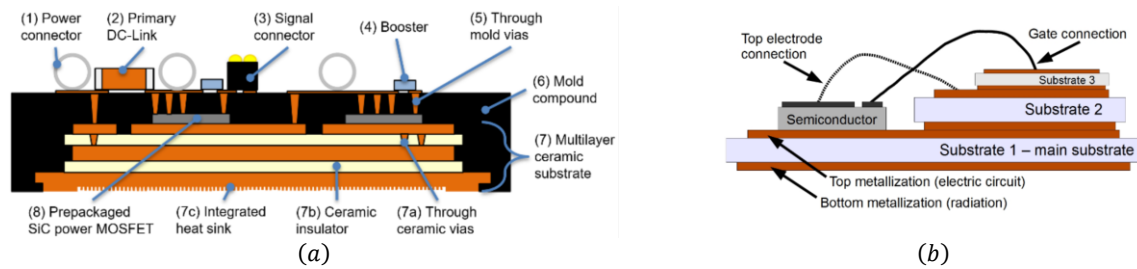 (1) Power
connector
(2) Primary
DC-Link
(3) Signal
connector
(4) Booster
(5) Through
mold vias
(6) Mold
compound
(7) Multilayer
ceramic
substrate
(8) Prepackaged
SiC power MOSFET
(7c) Integrated
heat sink
(7b) Ceramic
insulator
(7a) Through
ceramic vias
(a)
Top electrode
connection
Gate connection
Substrate 3
Substrate 2
Semiconductor
Substrate 1 – main substrate
Top metallization (electric circuit)
Bottom metallization (radiation)
(b)